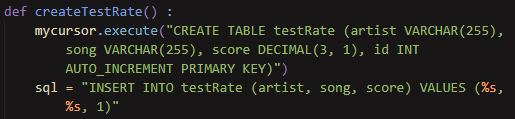 def createTestRate() :
mycursor.execute("CREATE TABLE testRate (artist VARCHAR(255),
song VARCHAR(255), score DECIMAL(3, 1), id INT
AUTO_INCREMENT PRIMARY KEY)")
sql = "INSERT INTO testRate (artist, song, score) VALUES (%s,
%s, 1)"